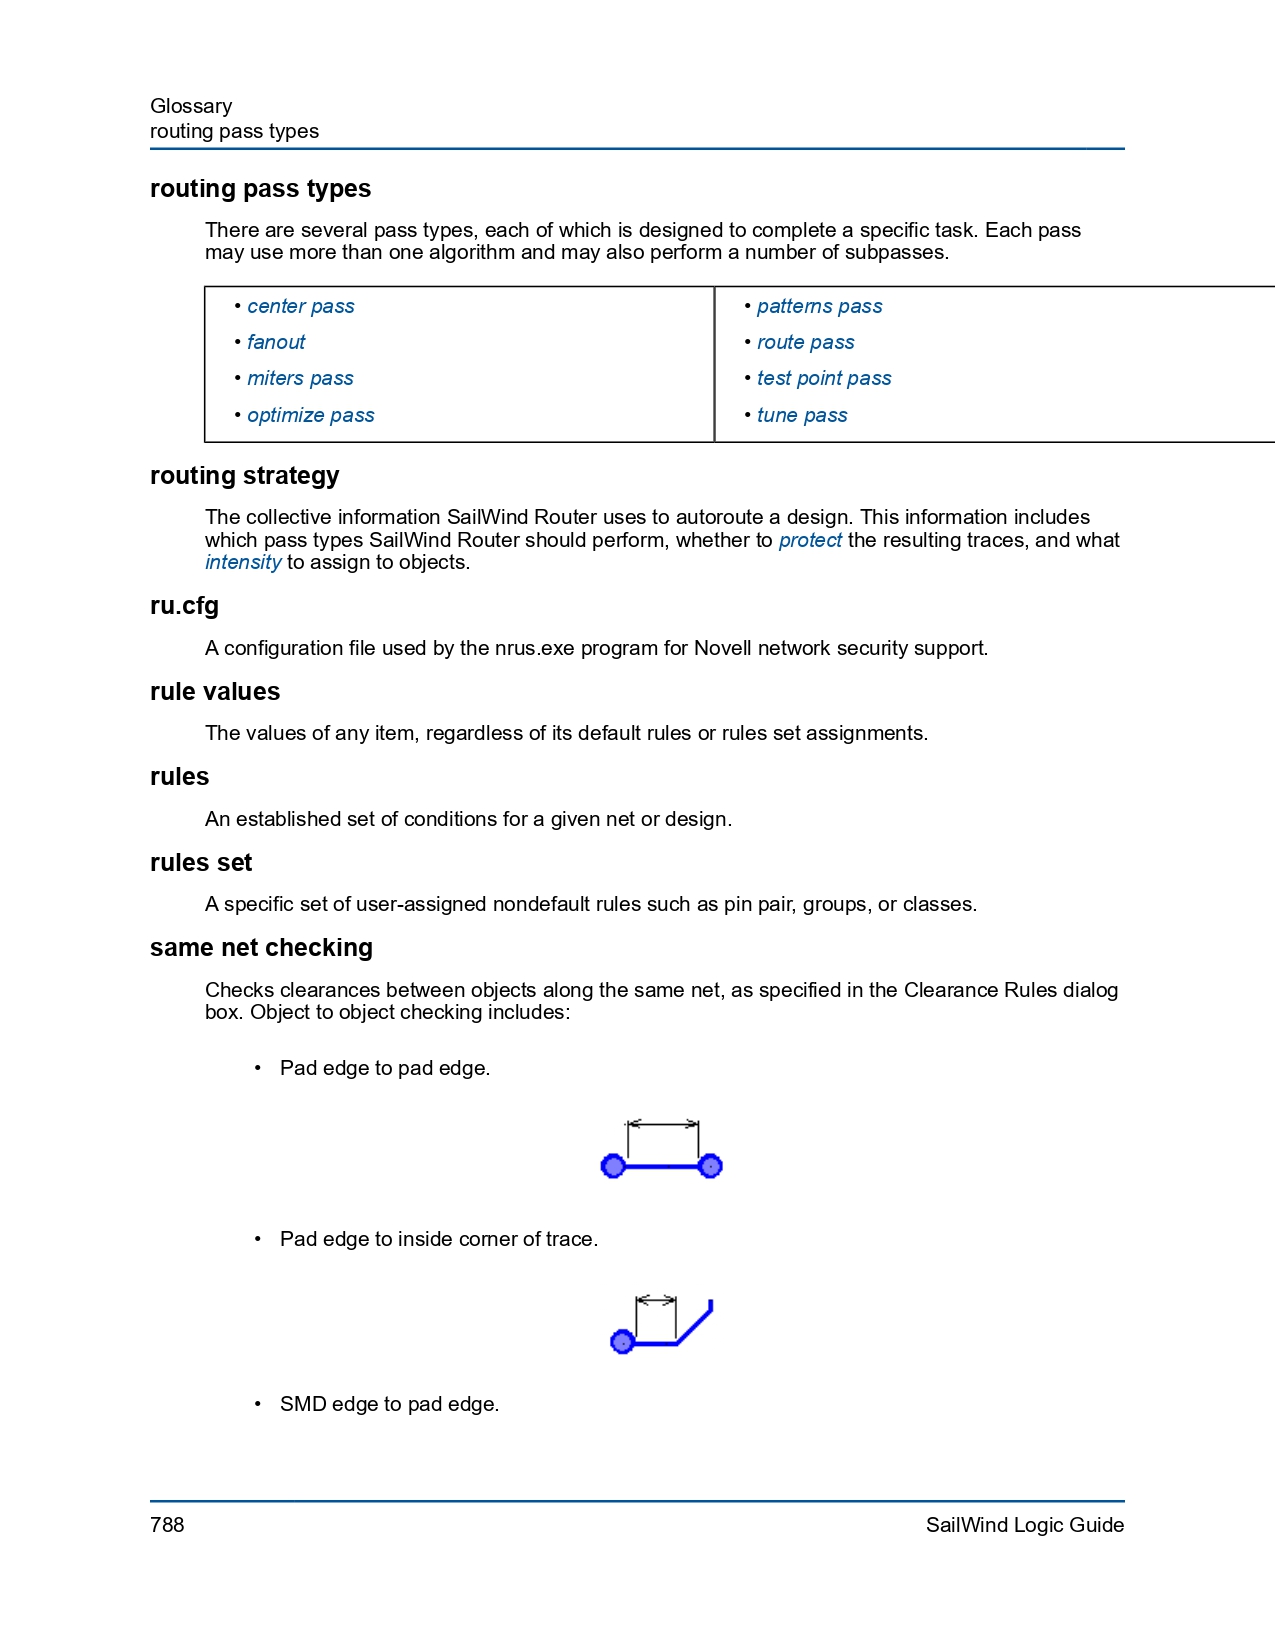 Glossary
routing pass types
routing pass types
There are several pass types, each of which is designed to complete a specific task. Each pass
may use more than one algorithm and may also perform a number of subpasses.
• center pass
• fanout
• miters pass
• optimize pass
• patterns pass
• route pass
• test point pass
• tune pass
routing strategy
The collective information SailWind Router uses to autoroute a design. This information includes
which pass types SailWind Router should perform, whether to protect the resulting traces, and what
intensity to assign to objects.
ru.cfg
A configuration file used by the nrus.exe program for Novell network security support.
rule values
The values of any item, regardless of its default rules or rules set assignments.
rules
An established set of conditions for a given net or design.
rules set
A specific set of user-assigned nondefault rules such as pin pair, groups, or classes.
same net checking
Checks clearances between objects along the same net, as specified in the Clearance Rules dialog
box. Object to object checking includes:
• Pad edge to pad edge.
• Pad edge to inside corner of trace.
• SMD edge to pad edge.
788
SailWind Logic Guide